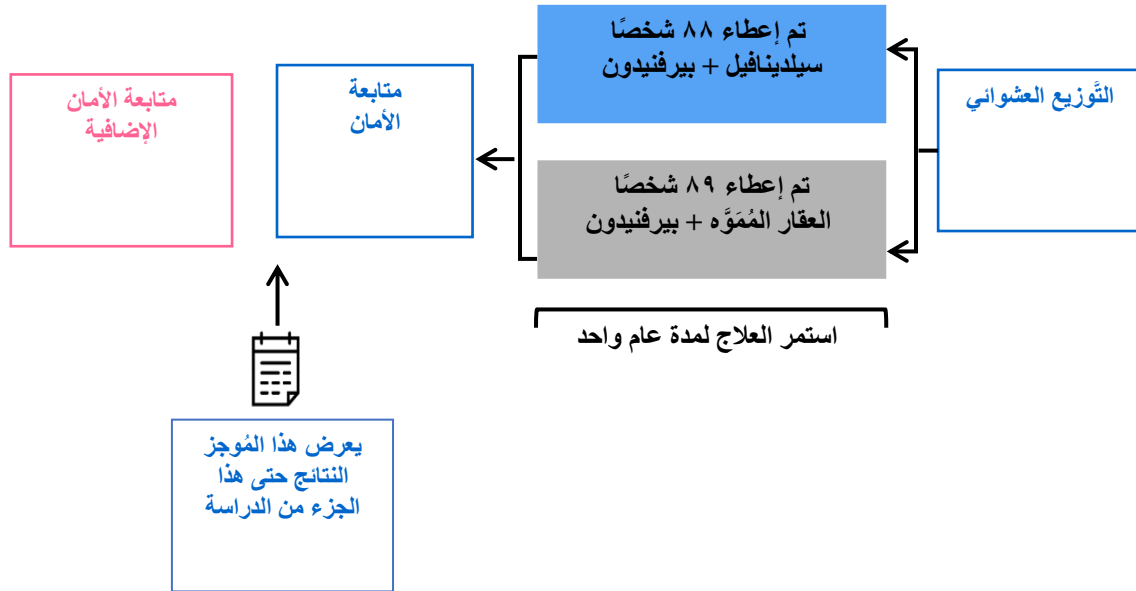 التَّوزيع العشوائي
تم إعطاء ٨٨ شخصًا
سيلدينافيل + بيرفنيدون
تم إعطاء ٨٩ شخصًا
العقار المُمَوَّه + بيرفنيدون
استمر العلاج لمدة عام واحد
متابعة
الأمان
متابعة الأمان
الإضافية
يعرض هذا المُوجز
النتائج حتى هذا
الجزء من الدراسة